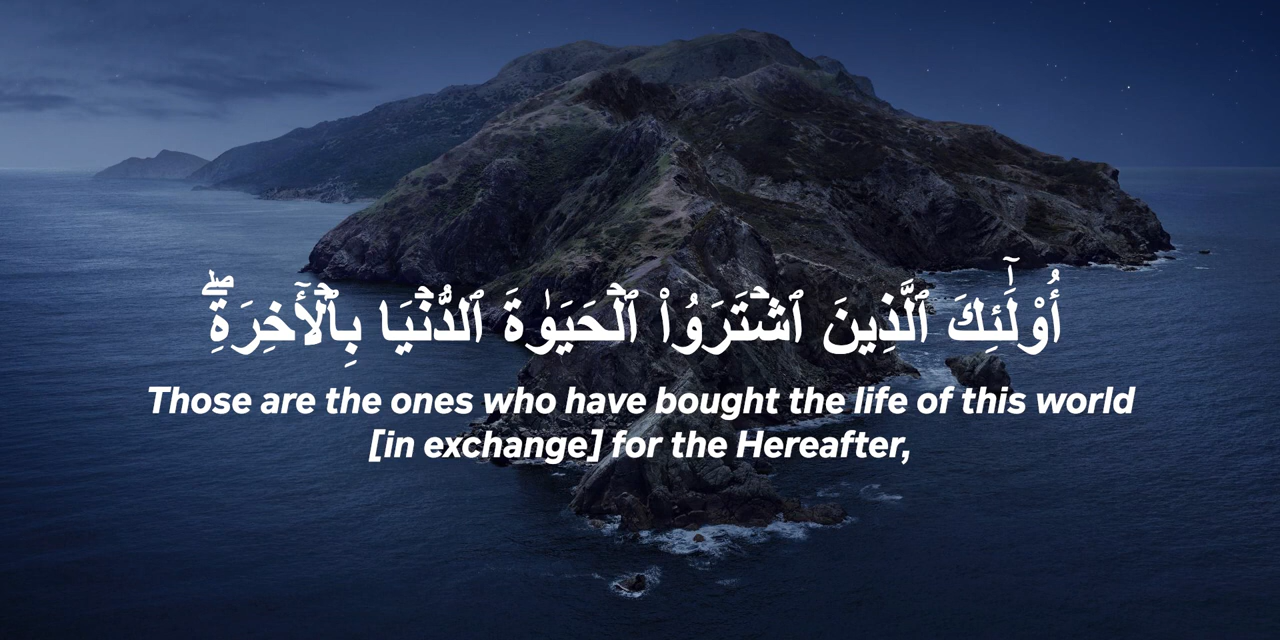 أُو۟لَـٰٓئِكَ ٱلَّذِينَ ٱشْتَرَوُا۟ ٱلْحَيَوٰةَ ٱلدُّنْيَا بِٱلْـَٔاخِرَةِ ۖ
Those are the ones who have bought the life of this world
[in exchange] for the Hereafter,